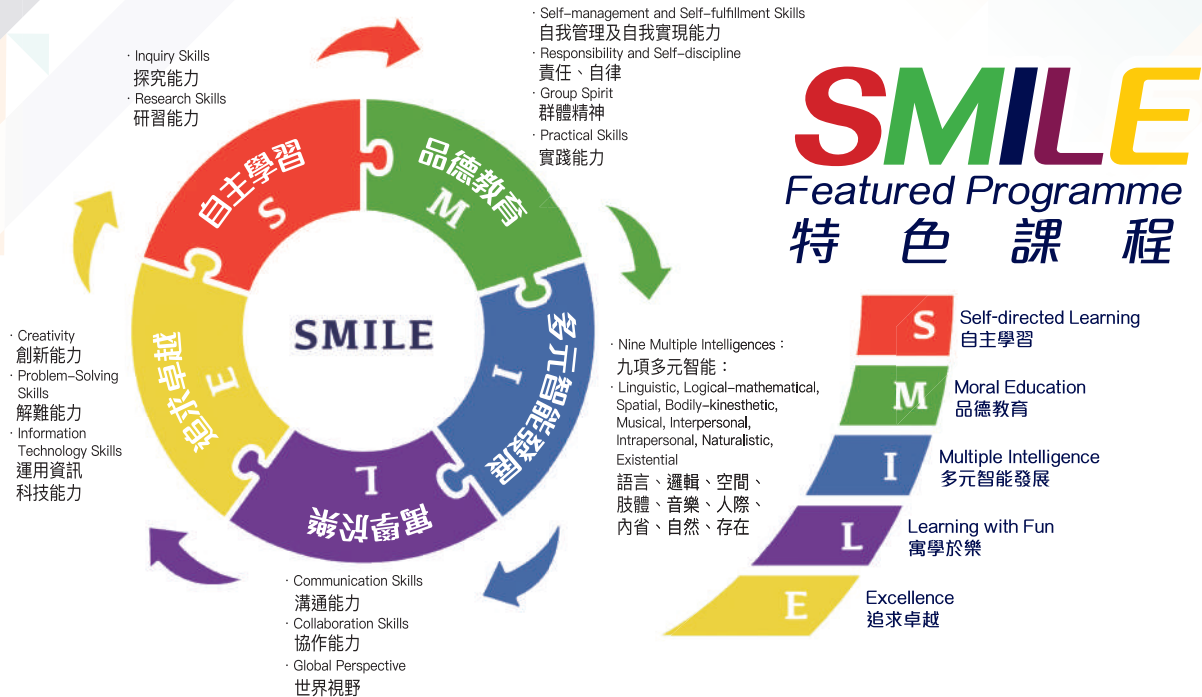 · Inquiry Skills
探究能力
· Research Skills
研習能力
· Self-management and Self-fulfillment Skills
自我管理及自我實現能力
· Responsibility and Self-discipline
責任、自律
· Group Spirit
群體精神
· Practical Skills
實踐能力
SMILE
Featured Programme
特色課程
自主學習
S
品德教育
M
多元智能發展
I
寓學於樂
L
追求卓越
E
SMILE
· Creativity
創新能力
· Problem-Solving
Skills
解難能力
· Information
Technology Skills
運用資訊
科技能力
· Nine Multiple Intelligences：
九項多元智能：
· Linguistic, Logical-mathematical,
Spatial, Bodily-kinesthetic,
Musical, Interpersonal,
Intrapersonal, Naturalistic,
Existential
語言、邏輯、空間、
肢體、音樂、人際、
內省、自然、存在
· Communication Skills
溝通能力
· Collaboration Skills
協作能力
· Global Perspective
世界視野
S
Self-directed Learning
自主學習
M
Moral Education
品德教育
I
Multiple Intelligence
多元智能發展
L
Learning with Fun
寓學於樂
E
Excellence
追求卓越